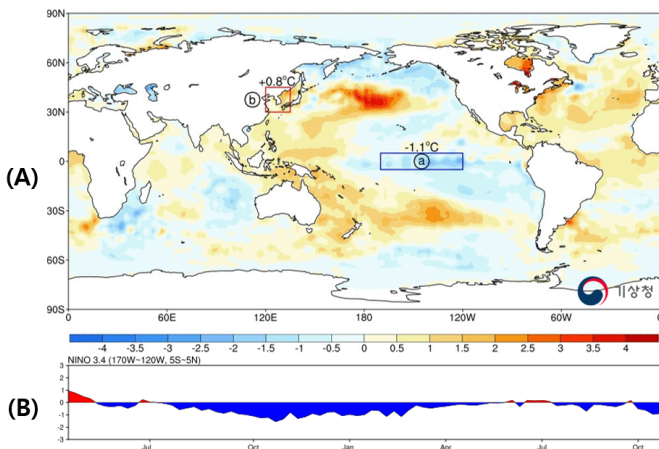 (A)
90N
60N
30N
0
30S
60S
90S
+0.8°C
b
-1.1°C
a
기상청
0 60E 120E 180 120W 60W 0
-4 -3.5 -3 -2.5 -2 -1.5 -1 -0.5 0 0.5 1 1.5 2 2.5 3 3.5 4
NINO 3.4 (170W~120W, 5S~5N)
(B)
3
2
1
0
-1
-2
-3
Jul Oct Jan Apr Jul Oct